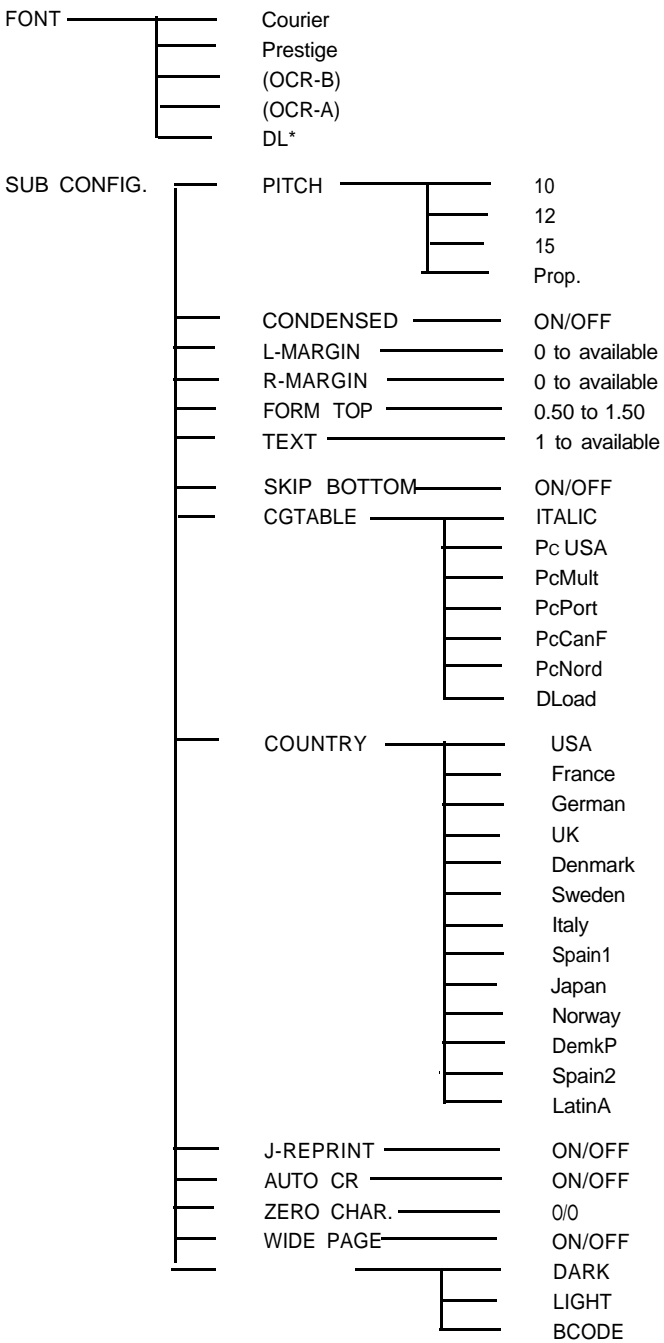 FONT Courier
Prestige
(OCR-B)
(OCR-A)
DL*
SUB CONFIG. PITCH 10
12
15
Prop.
CONDENSED ON/OFF
L-MARGIN 0 to available
R-MARGIN 0 to available
FORM TOP 0.50 to 1.50
TEXT 1 to available
SKIP BOTTOM ON/OFF
CGTABLE ITALIC
Pc USA
PcMult
PcPort
PcCanF
PcNord
DLoad
COUNTRY USA
France
German
UK
Denmark
Sweden
Italy
Spain1
Japan
Norway
DemkP
Spain2
LatinA
J-REPRINT ON/OFF
AUTO CR ON/OFF
ZERO CHAR. 0/0
WIDE PAGE ON/OFF
DARK
LIGHT
BCODE